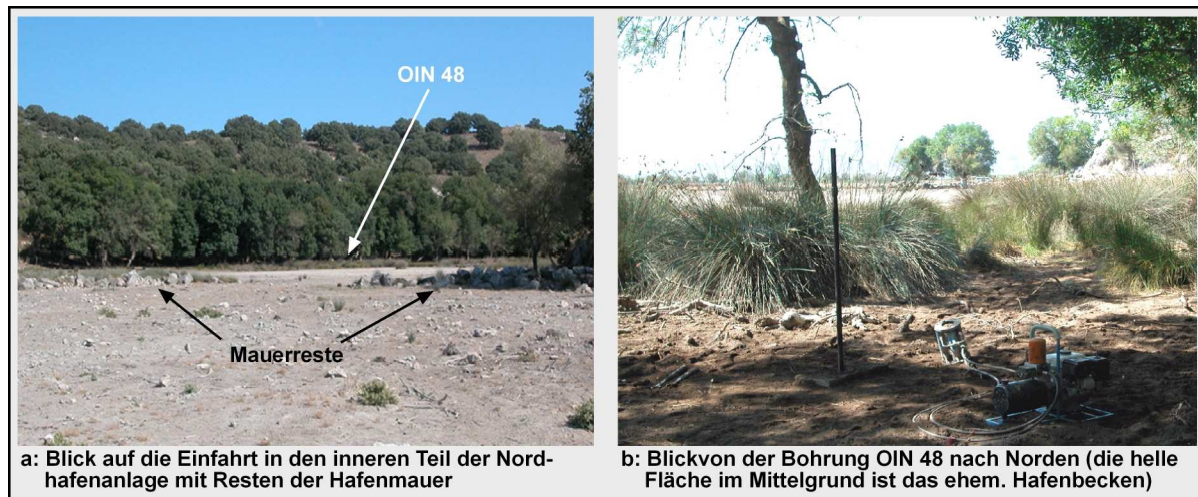 OIN 48
Mauerreste
a: Blick auf die Einfahrt in den inneren Teil der Nord-
hafenanlage mit Resten der Hafenmauer
b: Blickvon der Bohrung OIN 48 nach Norden (die helle
Fläche im Mittelgrund ist das ehem. Hafenbecken)